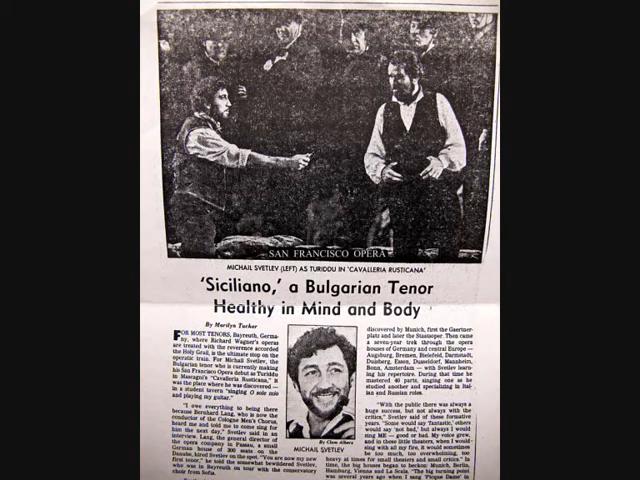 SAN FRANCISCO OPERA
MICHAIL SVETLEV (LEFT) AS TURIDDU IN 'CAVALLERIA RUSTICANA'
'Siciliano,' a Bulgarian Tenor
Healthy in Mind and Body
By Marilyn Tucker
FOR MOST TENORS, Bayreuth, Germa-
ny, where Richard Wagner's operas
are treated with the reverence accorded
the Holy Grail, is the ultimate stop on the
operatic train. For Michail Svetlev, the
Bulgarian tenor who is currently making
his San Francisco Opera debut as Turiddu
in Mascagni's "Cavalleria Rusticana," it
was the place where he was discovered —
in a student tavern "singing O sole mio
and playing my guitar."
"I owe everything to being there
because Bernhard Lang, who is now the
conductor of the Cologne Men's Chorus,
heard me and told me to come sing for
him the next day," Svetlev said in an
interview. Lang, the general director of
the opera company in Passau, a small
German house of 300 seats on the
Danube, hired Svetlev on the spot. "You are now my
first tenor," he told the somewhat bewildered Svetlev,
who was in Bayreuth on tour with the conservatory
choir from Sofia.
By Clem Albers
MICHAIL SVETLEV
discovered by Munich, first the Gaertner-
platz and later the Staatsoper. Then came
a seven-year trek through the opera
houses of Germany and central Europe —
Augsburg, Bremen, Bielefeld, Darmstadt,
Duisberg, Essen, Dusseldorf, Mannheim,
Bonn, Amsterdam — with Svetlev learn-
ing his repertoire. During that time he
mastered 40 parts, singing one as he
studied another and specializing in Ital-
ian and Russian roles.
"With the public there was always a
huge success, but not always with the
critics," Svetlev said of these formative
years. "Some would say 'fantastic,' others
would say 'not bad,' but always I would
sing ME — good or bad. My voice grew,
and in these little theaters, when I would
sing with all my fire, it would sometimes
be too much, too overwhelming, too
heavy at times for small theaters and small critics." In
time, the big houses began to beckon: Munich, Berlin,
Hamburg, Vienna and La Scala. "The big turning point
was several years ago when I sang 'Pique Dame' in